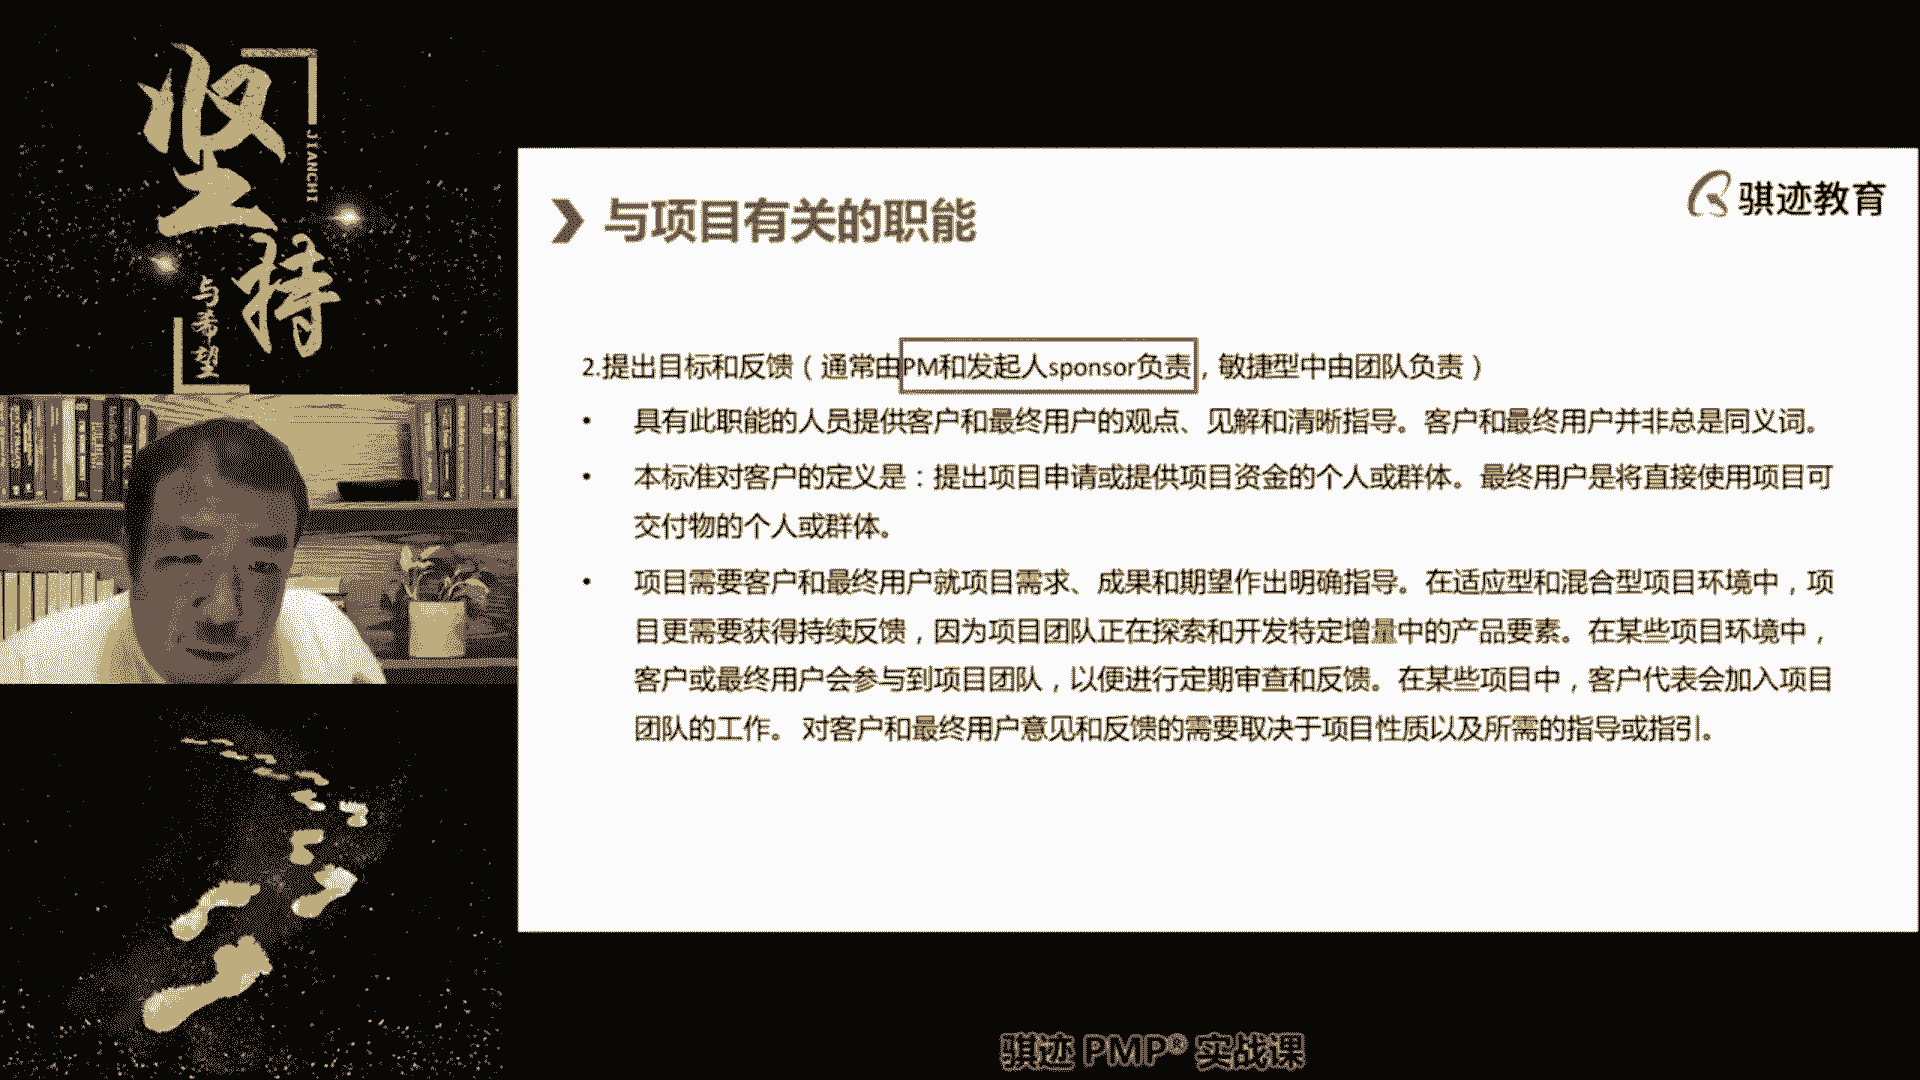 坚持
JIANCHI
与希望
骐迹教育
与项目有关的职能
2.提出目标和反馈（通常由PM和发起人sponsor负责，敏捷型中由团队负责）
• 具有此职能的人员提供客户和最终用户的观点、见解和清晰指导。客户和最终用户并非总是同义词。
• 本标准对客户的定义是：提出项目申请或提供项目资金的个人或群体。最终用户是将直接使用项目可
交付物的个人或群体。
• 项目需要客户和最终用户就项目需求、成果和期望作出明确指导。在适应型和混合型项目环境中，项
目更需要获得持续反馈，因为项目团队正在探索和开发特定增量中的产品要素。在某些项目环境中，
客户或最终用户会参与到项目团队，以便进行定期审查和反馈。在某些项目中，客户代表会加入项目
团队的工作。 对客户和最终用户意见和反馈的需要取决于项目性质以及所需的指导或指引。
骐迹 PMP® 实战课